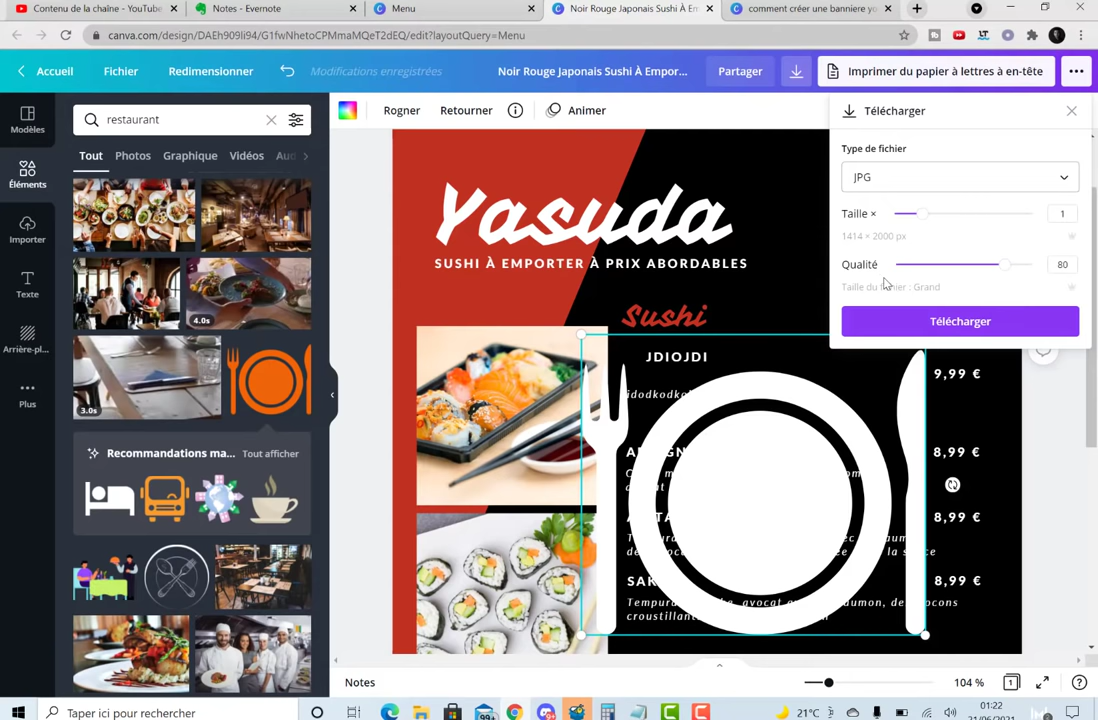 Contenu de la chaîne - YouTube
Notes - Evernote
Menu
Noir Rouge Japonais Sushi À Em
comment créer une banniere yo
canva.com/design/DAEh909Ii94/G1fwNhetoCPMmaMQeT2dEQ/edit?layoutQuery=Menu
Accueil
Fichier
Redimensionner
Modifications enregistrées
Noir Rouge Japonais Sushi À Empor...
Partager
Imprimer du papier à lettres à en-tête
Modèles
Éléments
Importer
Texte
Arrière-pl...
Plus
restaurant
Tout
Photos
Graphique
Vidéos
Aud
4.0s
3.0s
Recommandations ma...
Tout afficher
Rogner
Retourner
Animer
Télécharger
Type de fichier
JPG
Taille ×
1
1414 × 2000 px
Qualité
80
Taille du fichier : Grand
Télécharger
Yasuda
SUSHI À EMPORTER À PRIX ABORDABLES
Sushi
JDIOJDI
9,99 €
8,99 €
8,99 €
SAR
8,99 €
Notes
104 %
1
Taper ici pour rechercher
99+
21°C
01:22
21/06/2021